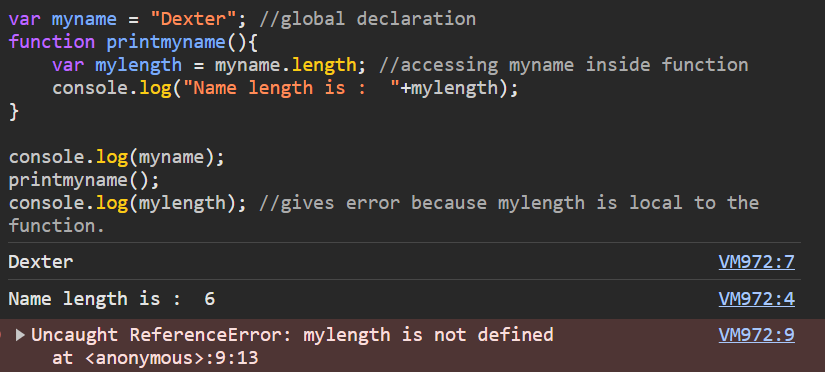 var myname = "Dexter"; //global declaration
function printmyname(){
    var mylength = myname.length; //accessing myname inside function
    console.log("Name length is :  "+mylength);
}

console.log(myname);
printmyname();
console.log(mylength); //gives error because mylength is local to the
function.
Dexter VM972:7
Name length is :  6 VM972:4
▶Uncaught ReferenceError: mylength is not defined VM972:9
    at <anonymous>:9:13